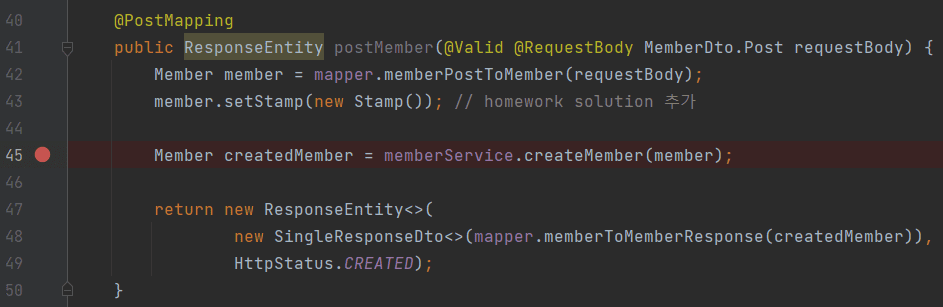 40 @PostMapping
41 public ResponseEntity postMember(@Valid @RequestBody MemberDto.Post requestBody) {
42 Member member = mapper.memberPostToMember(requestBody);
43 member.setStamp(new Stamp()); // homework solution 추가
44
45 Member createdMember = memberService.createMember(member);
46
47 return new ResponseEntity<>(
48 new SingleResponseDto<>(mapper.memberToMemberResponse(createdMember)),
49 HttpStatus.CREATED);
50 }